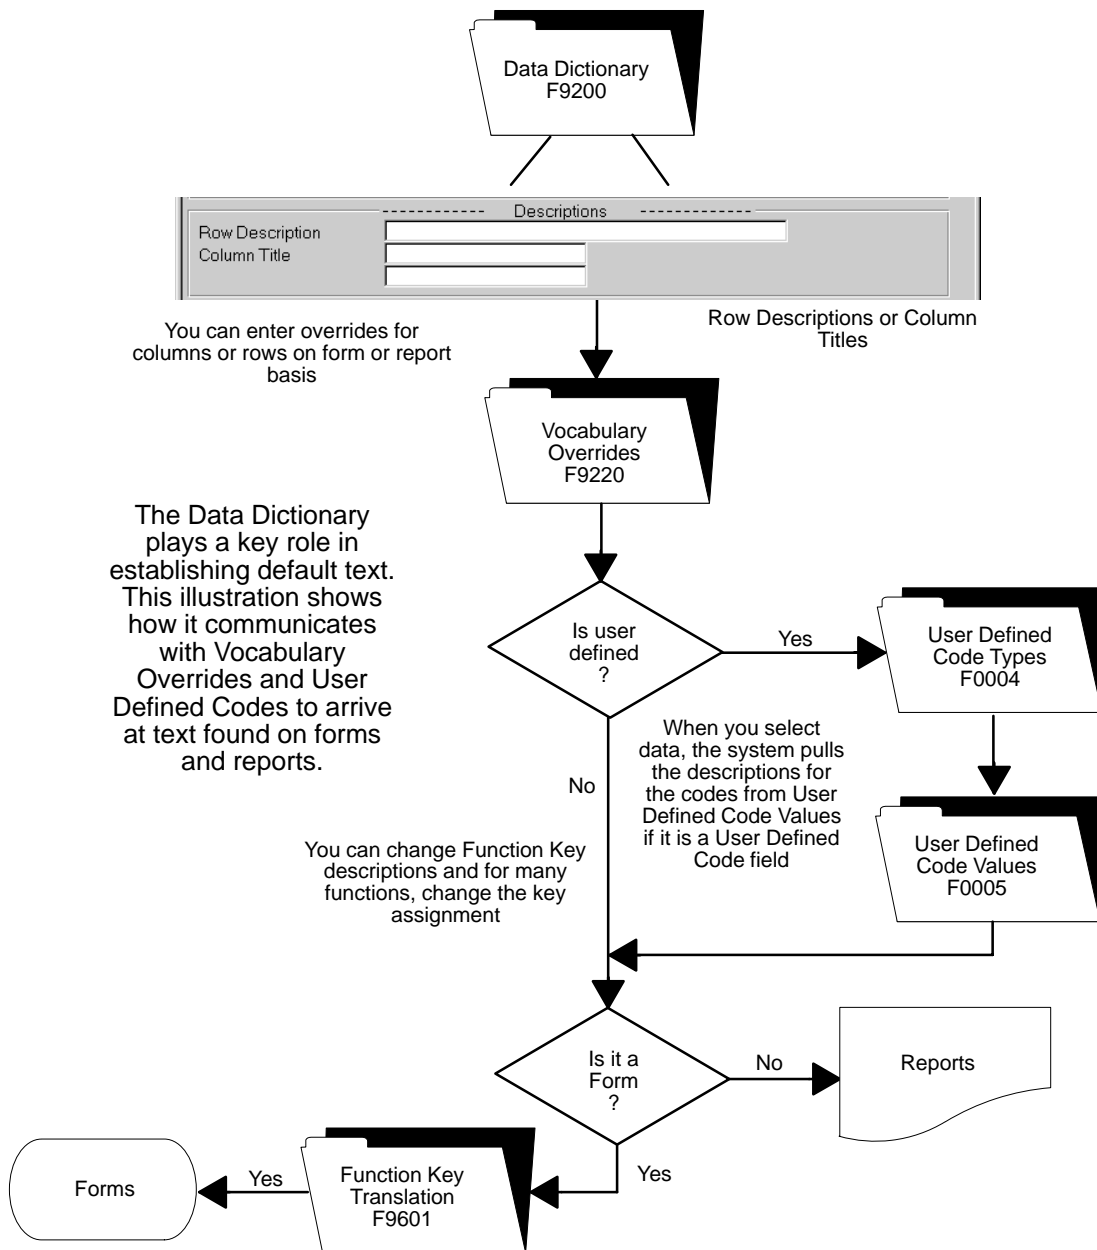 Data Dictionary
F9200
Descriptions
Row Description
Column Title
You can enter overrides for
columns or rows on form or report
basis
Row Descriptions or Column
Titles
Vocabulary
Overrides
F9220
The Data Dictionary
plays a key role in
establishing default text.
This illustration shows
how it communicates
with Vocabulary
Overrides and User
Defined Codes to arrive
at text found on forms
and reports.
Is user
defined
?
Yes
User Defined
Code Types
F0004
No
When you select
data, the system pulls
the descriptions for
the codes from User
Defined Code Values
if it is a User Defined
Code field
User Defined
Code Values
F0005
You can change Function Key
descriptions and for many
functions, change the key
assignment
Is it a
Form
?
No
Reports
Yes
Function Key
Translation
F9601
Yes
Forms